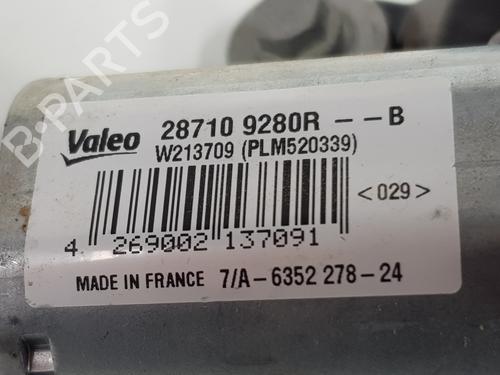 Valeo 28710 9280R -- B
W213709 (PLM520339)
<029>
4 269002 137091
MADE IN FRANCE 7/A-6352 278-24
B-PARTS